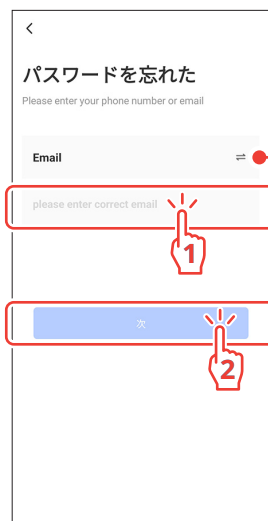 パスワードを忘れた
Please enter your phone number or email
Email
please enter correct email
1
次
2